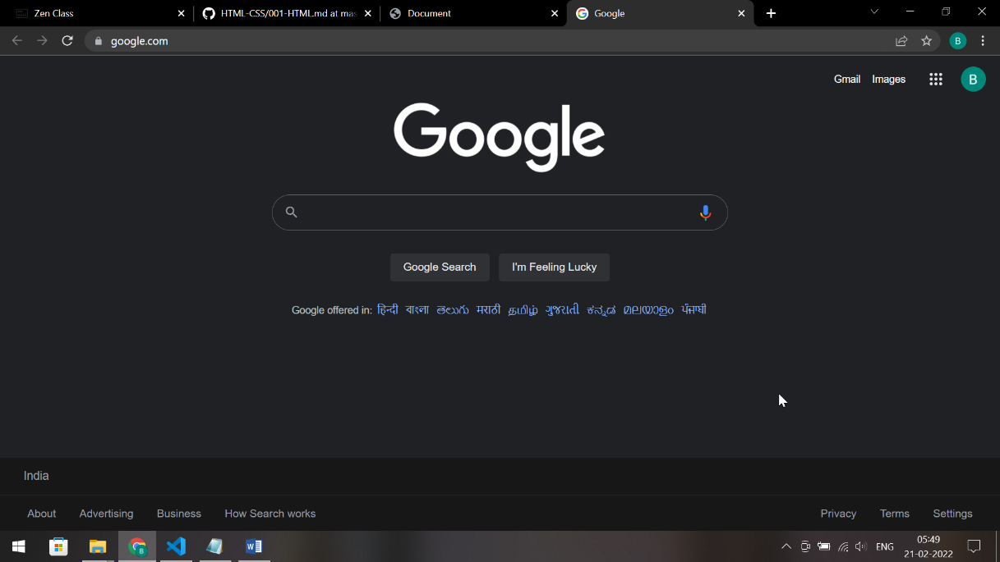 Zen Class
HTML-CSS/001-HTML.md at mas
Document
Google
google.com
B
Gmail Images
B
Google
Google Search I'm Feeling Lucky
Google offered in: हिन्दी বাংলা తెలుగు मराठी தமிழ் ગુજરાતી ಕನ್ನಡ മലയാളം ਪੰਜਾਬੀ
India
About Advertising Business How Search works Privacy Terms Settings
B
ENG
05:49
21-02-2022